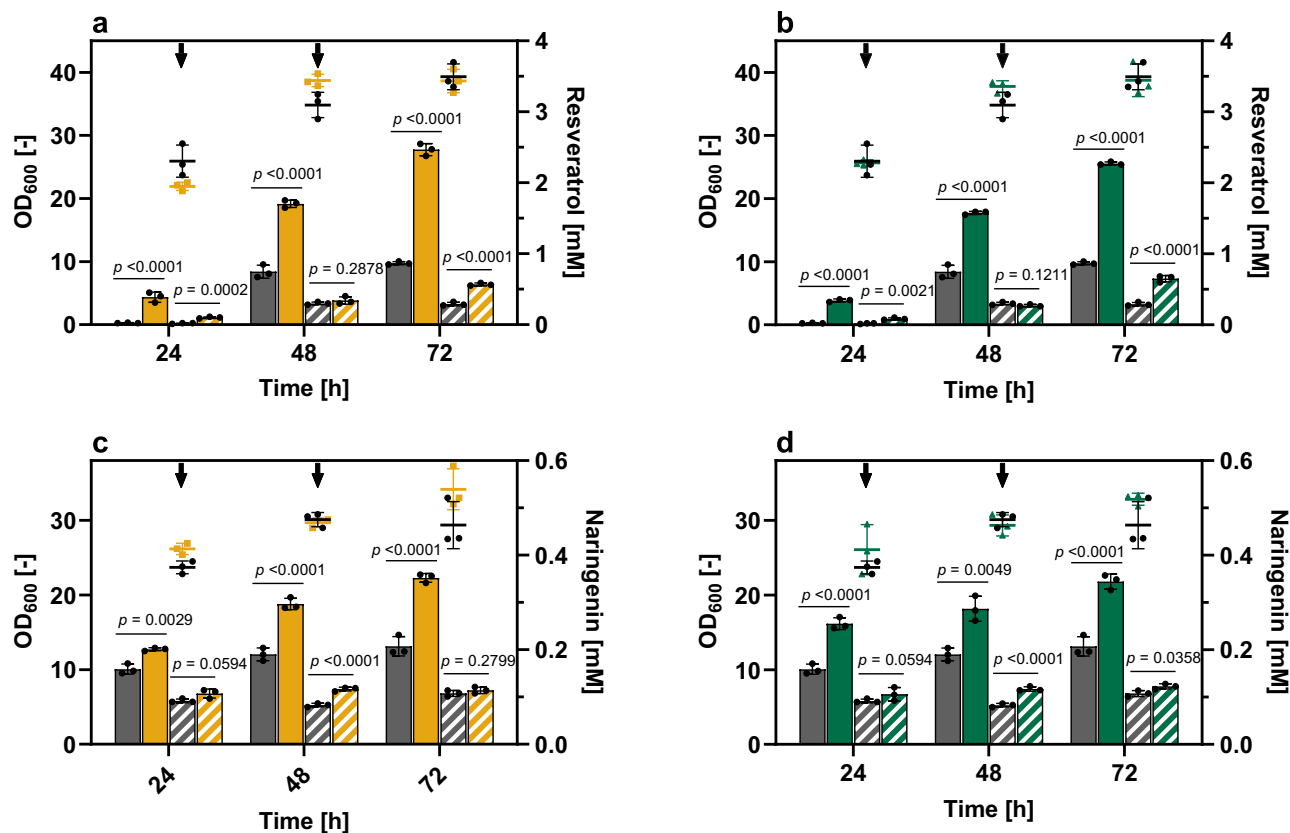 a
OD600 [-]
40
30
20
10
0
4
3
2
1
0
Resveratrol [mM]
p <0.0001
p = 0.0002
p <0.0001
p = 0.2878
p <0.0001
p <0.0001
24 48 72
Time [h]
b
OD600 [-]
40
30
20
10
0
4
3
2
1
0
Resveratrol [mM]
p <0.0001
p = 0.0021
p <0.0001
p = 0.1211
p <0.0001
p <0.0001
24 48 72
Time [h]
c
OD600 [-]
30
20
10
0
0.6
0.4
0.2
0.0
Naringenin [mM]
p = 0.0029
p = 0.0594
p <0.0001
p <0.0001
p <0.0001
p = 0.2799
24 48 72
Time [h]
d
OD600 [-]
30
20
10
0
0.6
0.4
0.2
0.0
Naringenin [mM]
p <0.0001
p = 0.0594
p = 0.0049
p <0.0001
p <0.0001
p = 0.0358
24 48 72
Time [h]